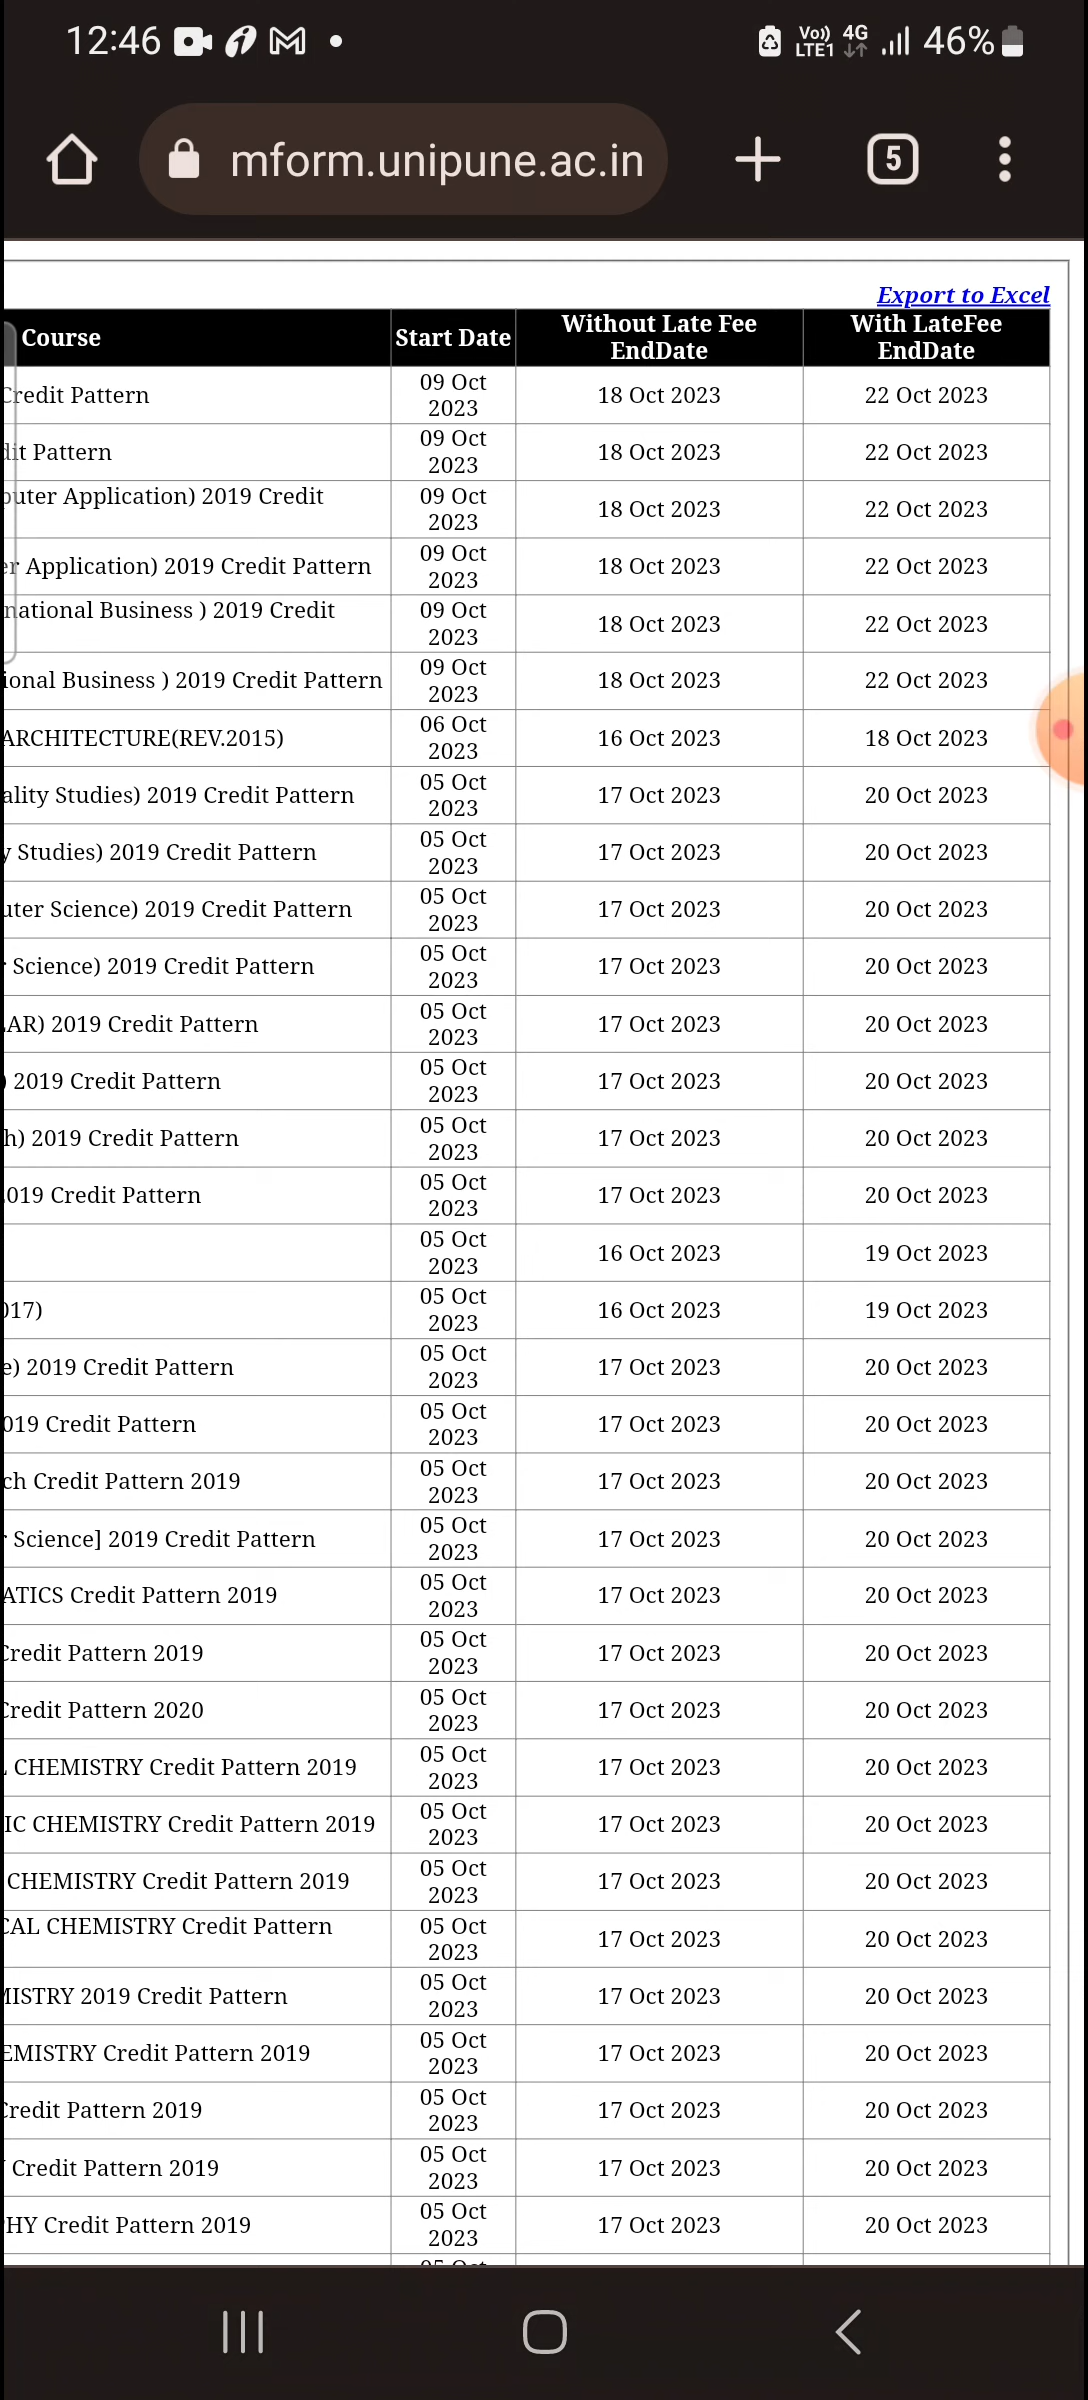 12:46
Vo)) LTE1 4G 46%
mform.unipune.ac.in
5
Export to Excel
Course Start Date Without Late Fee EndDate With LateFee EndDate
Credit Pattern 09 Oct 2023 18 Oct 2023 22 Oct 2023
dit Pattern 09 Oct 2023 18 Oct 2023 22 Oct 2023
puter Application) 2019 Credit 09 Oct 2023 18 Oct 2023 22 Oct 2023
er Application) 2019 Credit Pattern 09 Oct 2023 18 Oct 2023 22 Oct 2023
national Business ) 2019 Credit 09 Oct 2023 18 Oct 2023 22 Oct 2023
ional Business ) 2019 Credit Pattern 09 Oct 2023 18 Oct 2023 22 Oct 2023
ARCHITECTURE(REV.2015) 06 Oct 2023 16 Oct 2023 18 Oct 2023
ality Studies) 2019 Credit Pattern 05 Oct 2023 17 Oct 2023 20 Oct 2023
y Studies) 2019 Credit Pattern 05 Oct 2023 17 Oct 2023 20 Oct 2023
uter Science) 2019 Credit Pattern 05 Oct 2023 17 Oct 2023 20 Oct 2023
r Science) 2019 Credit Pattern 05 Oct 2023 17 Oct 2023 20 Oct 2023
LAR) 2019 Credit Pattern 05 Oct 2023 17 Oct 2023 20 Oct 2023
) 2019 Credit Pattern 05 Oct 2023 17 Oct 2023 20 Oct 2023
h) 2019 Credit Pattern 05 Oct 2023 17 Oct 2023 20 Oct 2023
2019 Credit Pattern 05 Oct 2023 17 Oct 2023 20 Oct 2023
05 Oct 2023 16 Oct 2023 19 Oct 2023
017) 05 Oct 2023 16 Oct 2023 19 Oct 2023
e) 2019 Credit Pattern 05 Oct 2023 17 Oct 2023 20 Oct 2023
019 Credit Pattern 05 Oct 2023 17 Oct 2023 20 Oct 2023
ch Credit Pattern 2019 05 Oct 2023 17 Oct 2023 20 Oct 2023
r Science] 2019 Credit Pattern 05 Oct 2023 17 Oct 2023 20 Oct 2023
ATICS Credit Pattern 2019 05 Oct 2023 17 Oct 2023 20 Oct 2023
Credit Pattern 2019 05 Oct 2023 17 Oct 2023 20 Oct 2023
Credit Pattern 2020 05 Oct 2023 17 Oct 2023 20 Oct 2023
L CHEMISTRY Credit Pattern 2019 05 Oct 2023 17 Oct 2023 20 Oct 2023
IC CHEMISTRY Credit Pattern 2019 05 Oct 2023 17 Oct 2023 20 Oct 2023
CHEMISTRY Credit Pattern 2019 05 Oct 2023 17 Oct 2023 20 Oct 2023
CAL CHEMISTRY Credit Pattern 05 Oct 2023 17 Oct 2023 20 Oct 2023
MISTRY 2019 Credit Pattern 05 Oct 2023 17 Oct 2023 20 Oct 2023
EMISTRY Credit Pattern 2019 05 Oct 2023 17 Oct 2023 20 Oct 2023
Credit Pattern 2019 05 Oct 2023 17 Oct 2023 20 Oct 2023
Credit Pattern 2019 05 Oct 2023 17 Oct 2023 20 Oct 2023
PHY Credit Pattern 2019 05 Oct 2023 17 Oct 2023 20 Oct 2023